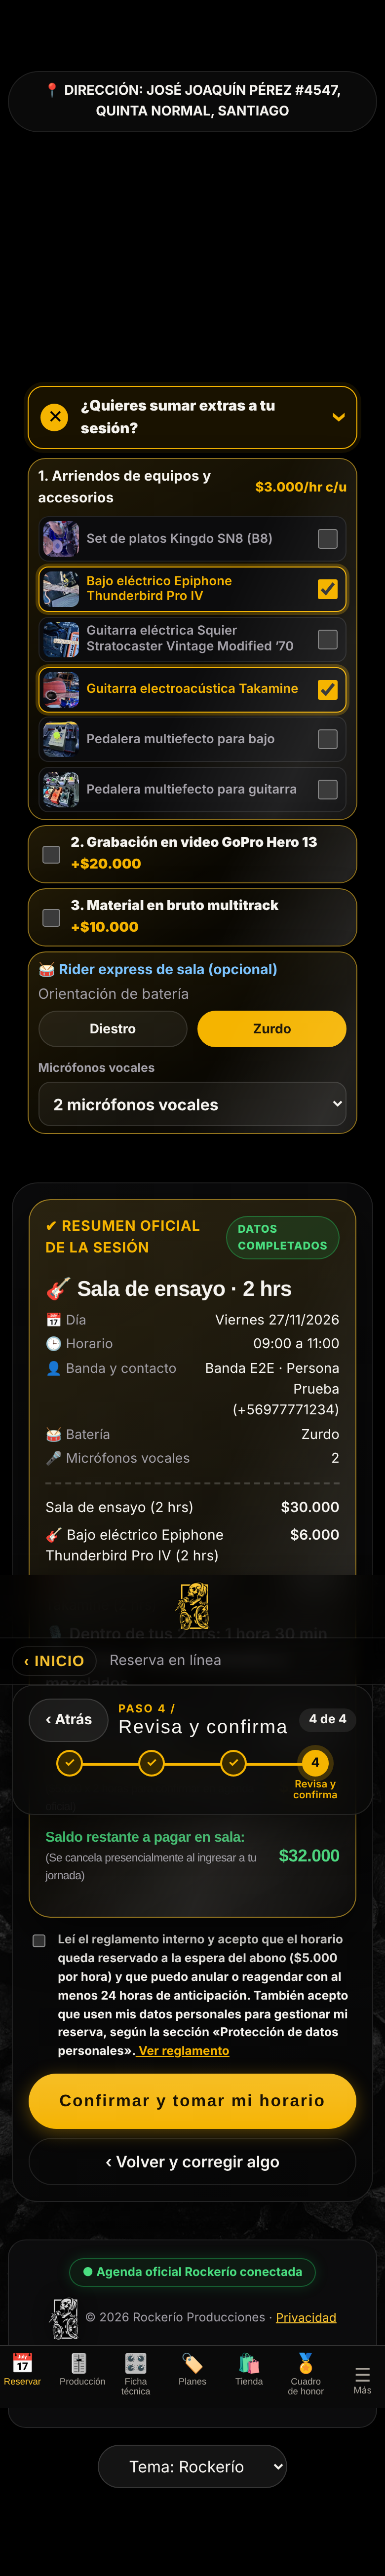 📍 DIRECCIÓN: JOSÉ JOAQUÍN PÉREZ #4547,
QUINTA NORMAL, SANTIAGO
¿Quieres sumar extras a tu
sesión?
1. Arriendos de equipos y
accesorios
$3.000/hr c/u
Set de platos Kingdo SN8 (B8)
Bajo eléctrico Epiphone
Thunderbird Pro IV
Guitarra eléctrica Squier
Stratocaster Vintage Modified '70
Guitarra electroacústica Takamine
Pedalera multiefecto para bajo
Pedalera multiefecto para guitarra
2. Grabación en video GoPro Hero 13
+$20.000
3. Material en bruto multitrack
+$10.000
🥁 Rider express de sala (opcional)
Orientación de batería
Diestro
Zurdo
Micrófonos vocales
2 micrófonos vocales
✔ RESUMEN OFICIAL
DE LA SESIÓN
DATOS
COMPLETADOS
🎸 Sala de ensayo · 2 hrs
📅 Día Viernes 27/11/2026
🕒 Horario 09:00 a 11:00
👤 Banda y contacto Banda E2E · Persona
Prueba
(+56977771234)
🥁 Batería Zurdo
🎤 Micrófonos vocales 2
Sala de ensayo (2 hrs) $30.000
🎸 Bajo eléctrico Epiphone $6.000
Thunderbird Pro IV (2 hrs)
Dentro de tus 2 hrs: 1 hora 30 min
‹ INICIO
Reserva en línea
‹ Atrás
PASO 4 /
Revisa y confirma
4 de 4
4
Revisa y
confirma
Saldo restante a pagar en sala:
(Se cancela presencialmente al ingresar a tu
jornada)
$32.000
Leí el reglamento interno y acepto que el horario
queda reservado a la espera del abono ($5.000
por hora) y que puedo anular o reagendar con al
menos 24 horas de anticipación. También acepto
que usen mis datos personales para gestionar mi
reserva, según la sección «Protección de datos
personales». Ver reglamento
Confirmar y tomar mi horario
‹ Volver y corregir algo
● Agenda oficial Rockerío conectada
© 2026 Rockerío Producciones · Privacidad
Reservar
Producción
Ficha
técnica
Planes
Tienda
Cuadro
de honor
Más
Tema: Rockerío